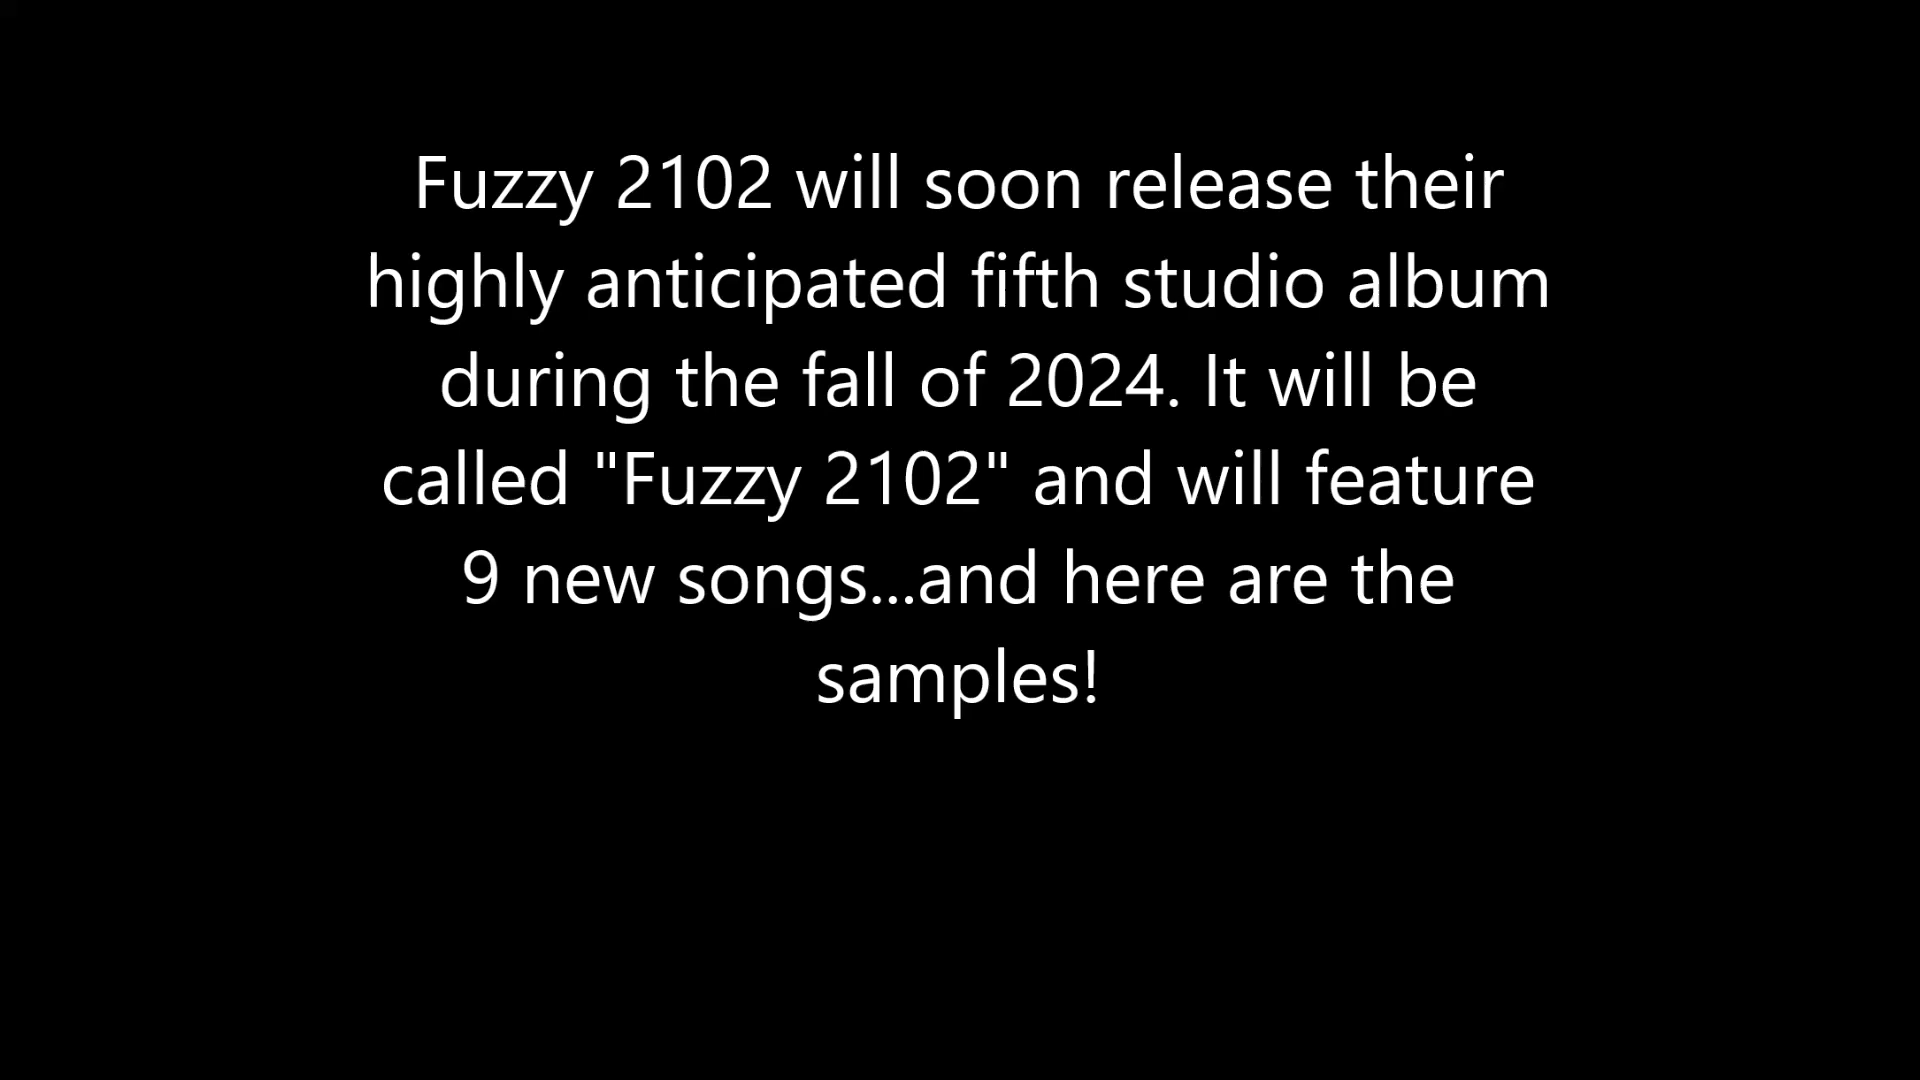 Fuzzy 2102 will soon release their
highly anticipated fifth studio album
during the fall of 2024. It will be
called "Fuzzy 2102" and will feature
9 new songs...and here are the
samples!